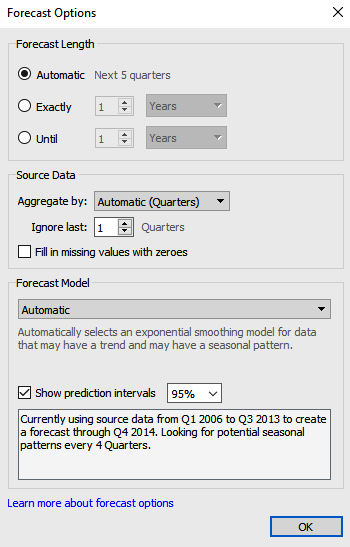 Forecast Options
Forecast Length
Automatic Next 5 quarters
Exactly 1 Years
Until 1 Years
Source Data
Aggregate by: Automatic (Quarters)
Ignore last: 1 Quarters
Fill in missing values with zeroes
Forecast Model
Automatic
Automatically selects an exponential smoothing model for data
that may have a trend and may have a seasonal pattern.
Show prediction intervals 95%
Currently using source data from Q1 2006 to Q3 2013 to create
a forecast through Q4 2014. Looking for potential seasonal
patterns every 4 Quarters.
Learn more about forecast options
OK